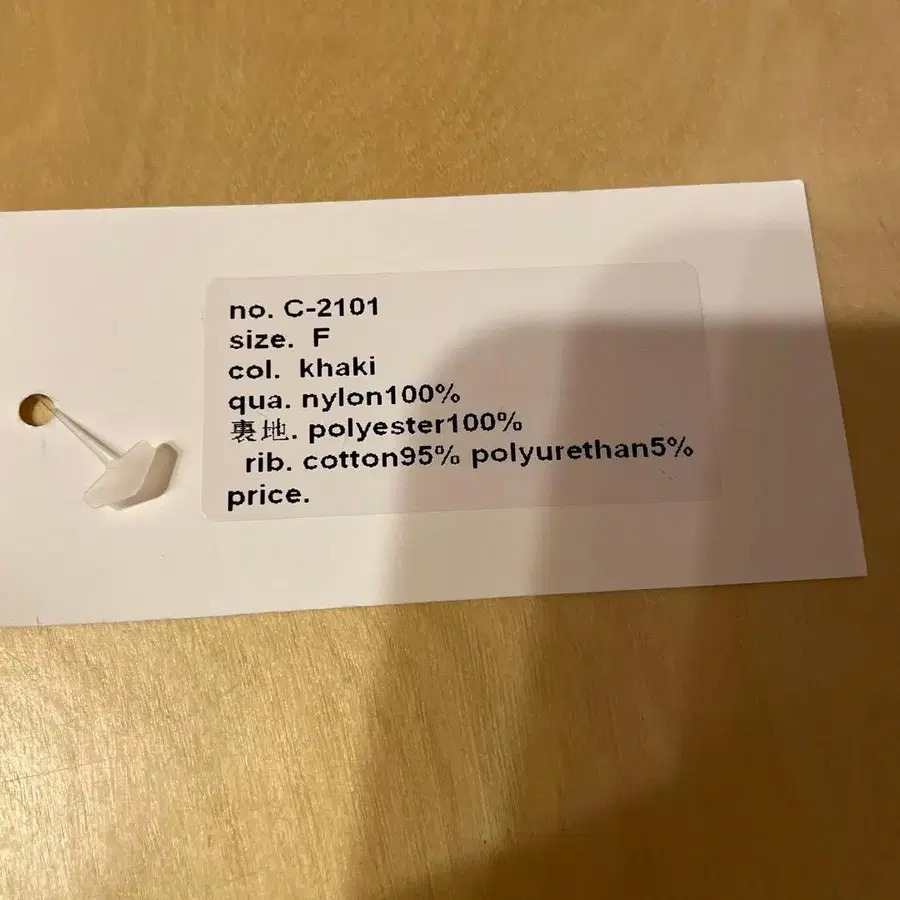 no. C-2101
size. F
col. khaki
qua. nylon100%
裏地. polyester100%
rib. cotton95% polyurethan5%
price.